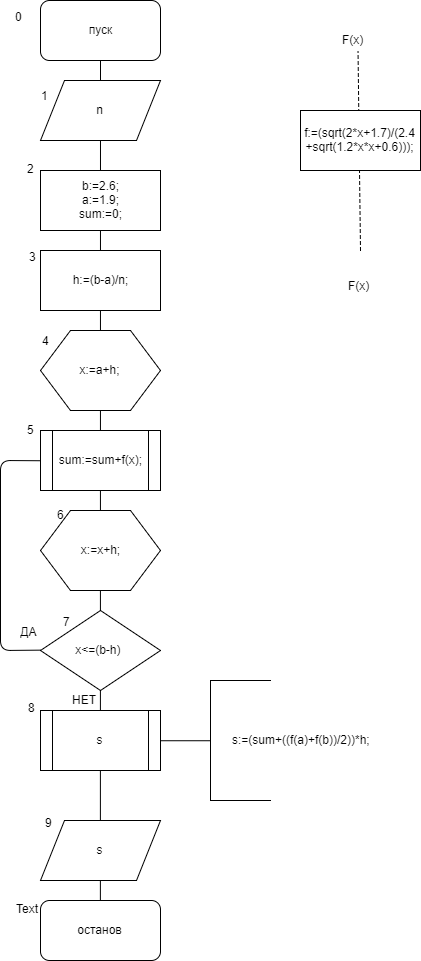 0
пуск
F(x)
1
n
f:=(sqrt(2*x+1.7)/(2.4
+sqrt(1.2*x*x+0.6)));
2
b:=2.6;
a:=1.9;
sum:=0;
3
h:=(b-a)/n;
F(x)
4
x:=a+h;
5
sum:=sum+f(x);
6
x:=x+h;
7
ДА
x<=(b-h)
НЕТ
8
s
s:=(sum+((f(a)+f(b))/2))*h;
9
s
Text
останов